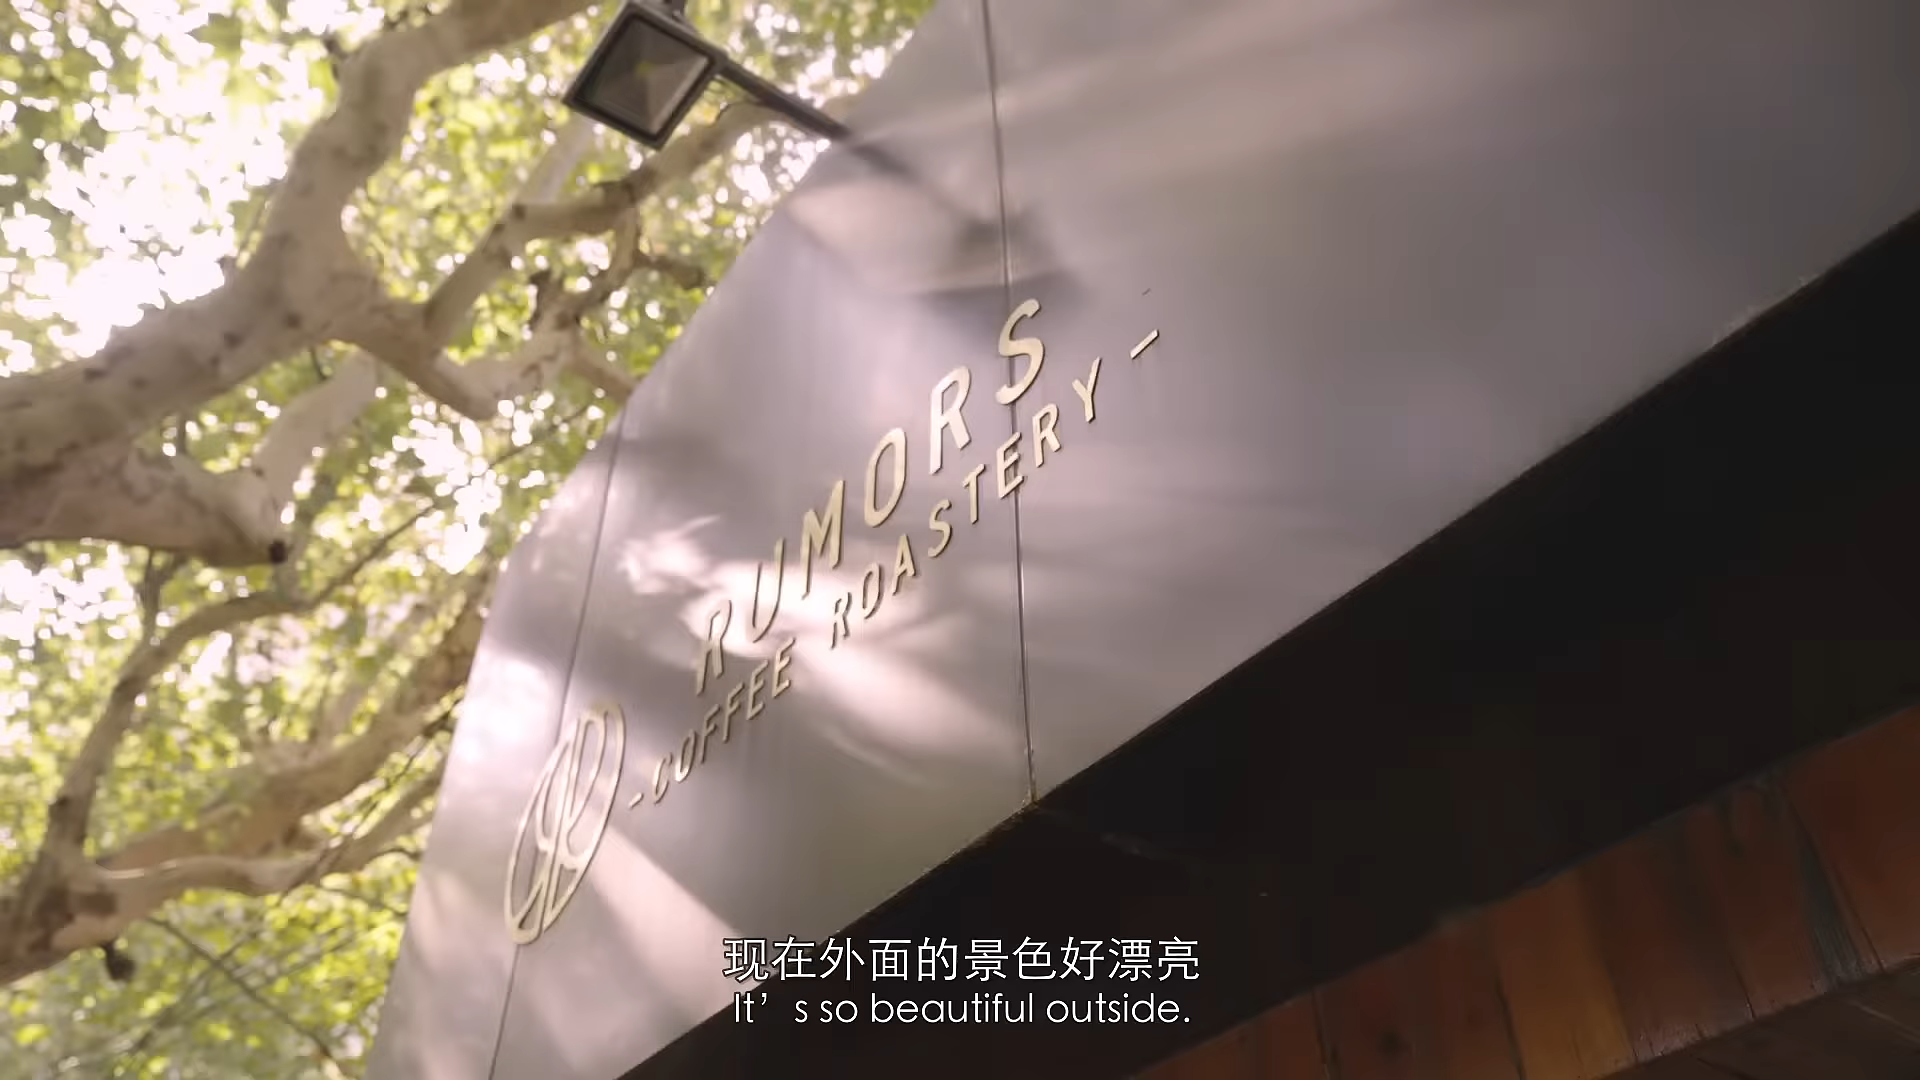 RUMORS
-COFFEE ROASTERY-
现在外面的景色好漂亮
It’s so beautiful outside.